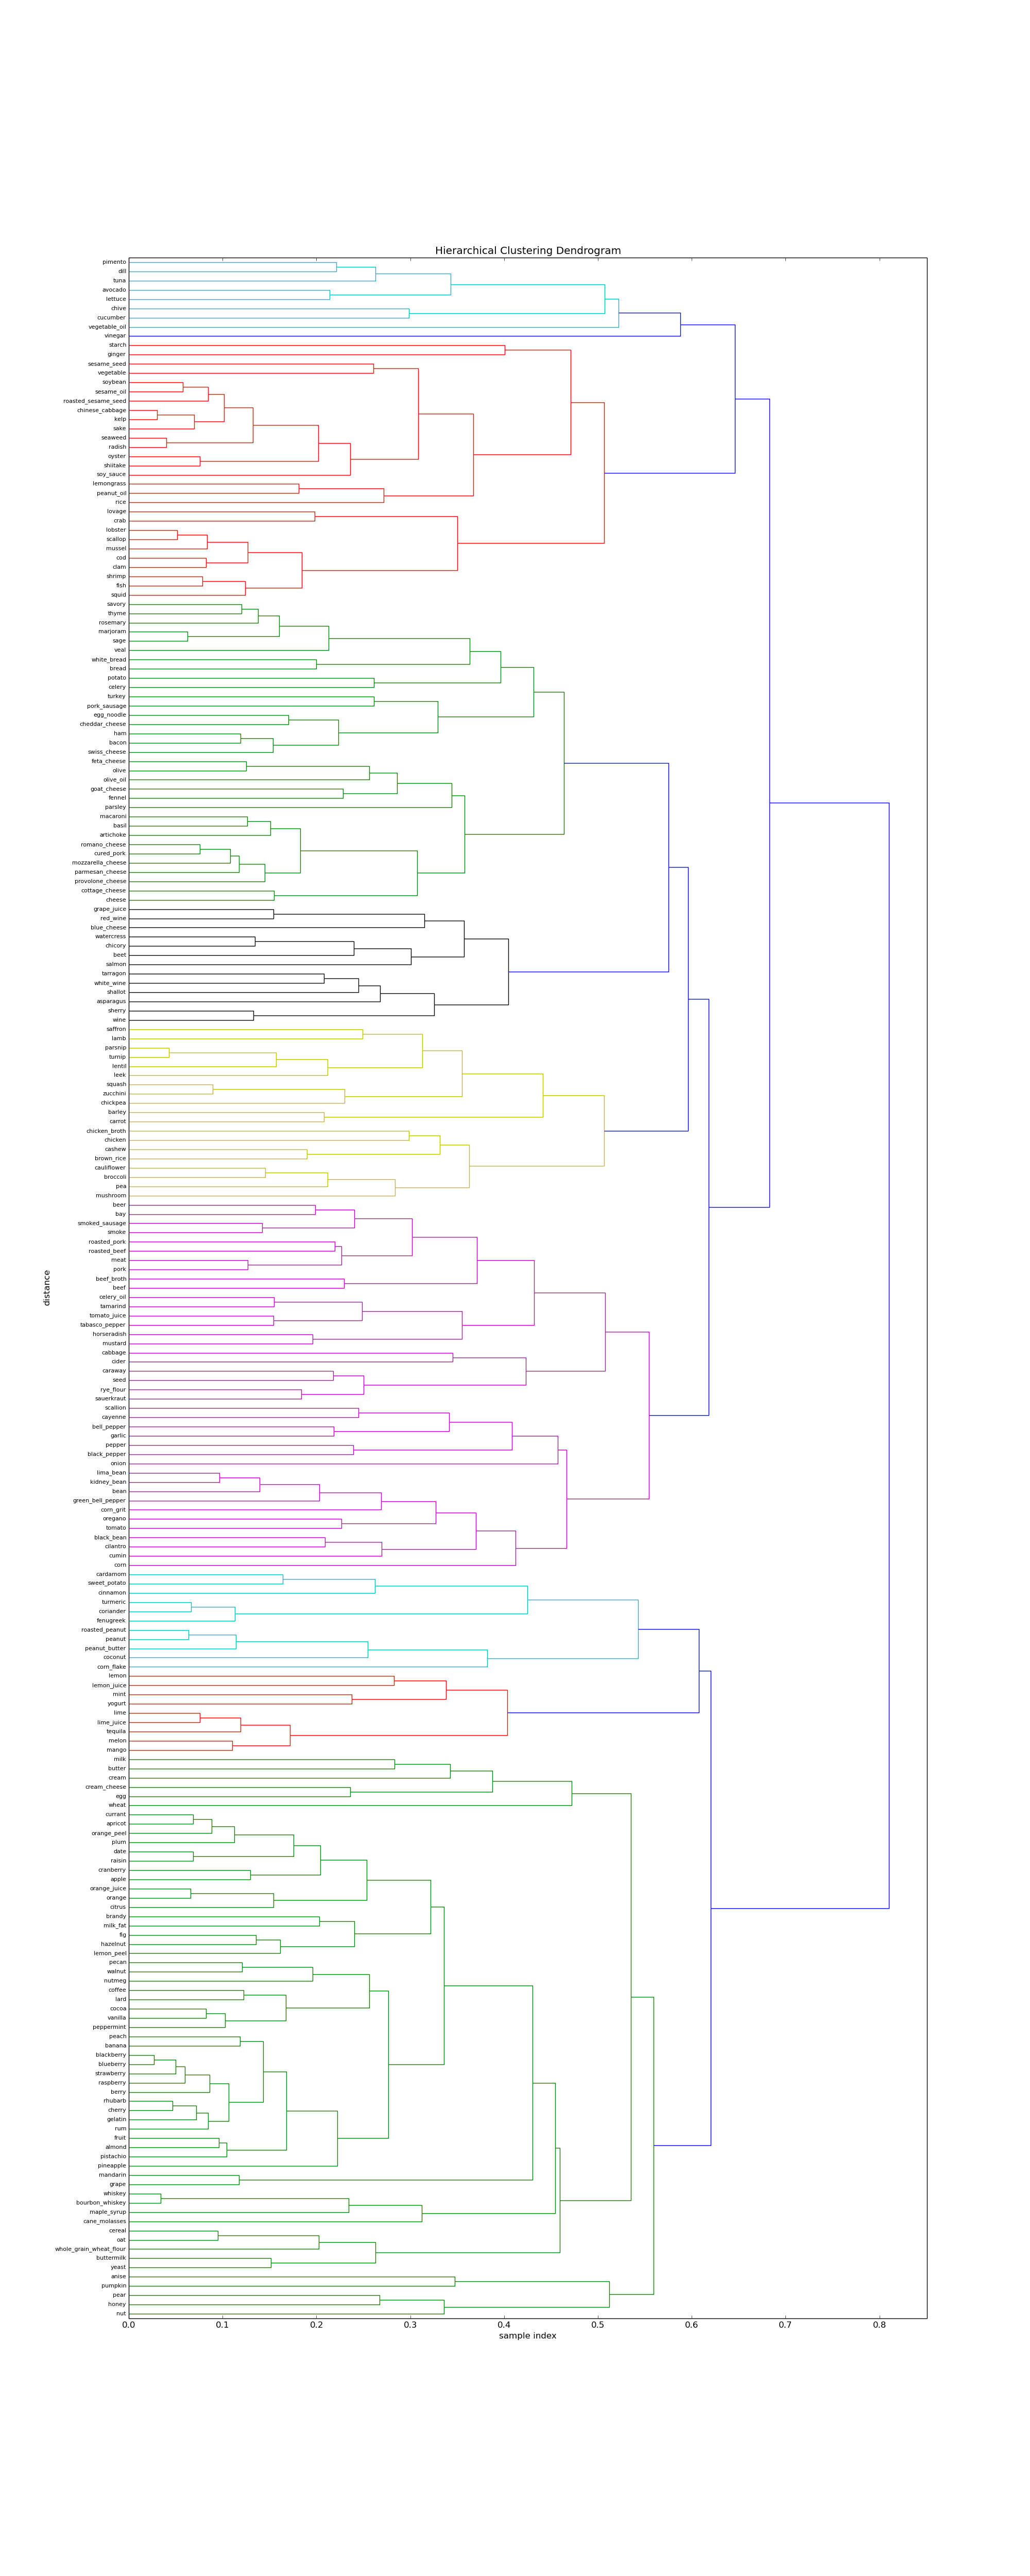 Hierarchical Clustering Dendrogram
pimento
dill
tuna
avocado
lettuce
chive
cucumber
vegetable_oil
vinegar
starch
ginger
sesame_seed
vegetable
soybean
sesame_oil
roasted_sesame_seed
chinese_cabbage
kelp
sake
seaweed
radish
oyster
shiitake
soy_sauce
lemongrass
peanut_oil
rice
lovage
crab
lobster
scallop
mussel
cod
clam
shrimp
fish
squid
savory
thyme
rosemary
marjoram
sage
veal
white_bread
bread
potato
celery
turkey
pork_sausage
egg_noodle
cheddar_cheese
ham
bacon
swiss_cheese
feta_cheese
olive
olive_oil
goat_cheese
fennel
parsley
macaroni
basil
artichoke
romano_cheese
cured_pork
mozzarella_cheese
parmesan_cheese
provolone_cheese
cottage_cheese
cheese
grape_juice
red_wine
blue_cheese
watercress
chicory
beet
salmon
tarragon
white_wine
shallot
asparagus
sherry
wine
saffron
lamb
parsnip
turnip
lentil
leek
squash
zucchini
chickpea
barley
carrot
chicken_broth
chicken
cashew
brown_rice
cauliflower
broccoli
pea
mushroom
beer
bay
smoked_sausage
smoke
roasted_pork
roasted_beef
meat
pork
beef_broth
beef
celery_oil
tamarind
tomato_juice
tabasco_pepper
horseradish
mustard
cabbage
cider
caraway
seed
rye_flour
sauerkraut
scallion
cayenne
bell_pepper
garlic
pepper
black_pepper
onion
lima_bean
kidney_bean
bean
green_bell_pepper
corn_grit
oregano
tomato
black_bean
cilantro
cumin
corn
cardamom
sweet_potato
cinnamon
turmeric
coriander
fenugreek
roasted_peanut
peanut
peanut_butter
coconut
corn_flake
lemon
lemon_juice
mint
yogurt
lime
lime_juice
tequila
melon
mango
milk
butter
cream
cream_cheese
egg
wheat
currant
apricot
orange_peel
plum
date
raisin
cranberry
apple
orange_juice
orange
citrus
brandy
milk_fat
fig
hazelnut
lemon_peel
pecan
walnut
nutmeg
coffee
lard
cocoa
vanilla
peppermint
peach
banana
blackberry
blueberry
strawberry
raspberry
berry
rhubarb
cherry
gelatin
rum
fruit
almond
pistachio
pineapple
mandarin
grape
whiskey
bourbon_whiskey
maple_syrup
cane_molasses
cereal
oat
whole_grain_wheat_flour
buttermilk
yeast
anise
pumpkin
pear
honey
nut
distance
0.0 0.1 0.2 0.3 0.4 0.5 0.6 0.7 0.8
sample index